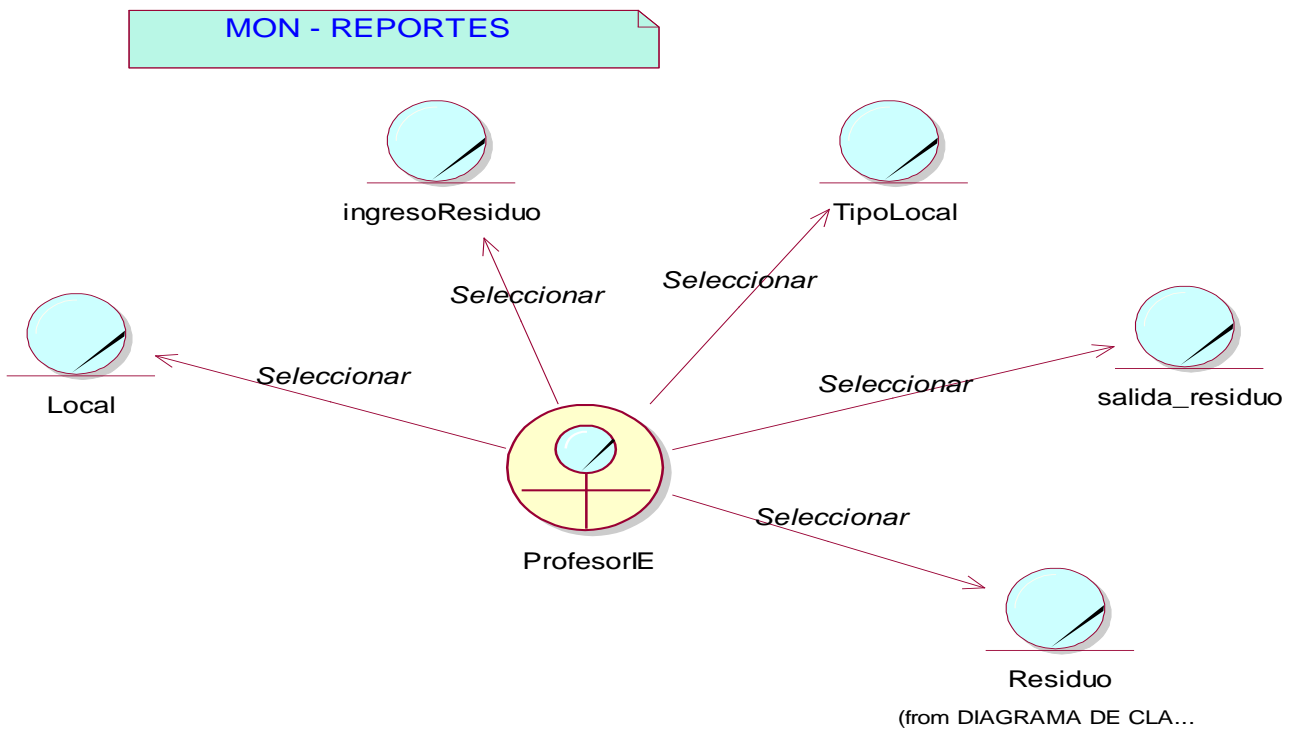 MON - REPORTES
ingresoResiduo
TipoLocal
Seleccionar
Seleccionar
Local
Seleccionar
Seleccionar
salida_residuo
ProfesorIE
Seleccionar
Residuo
(from DIAGRAMA DE CLA...